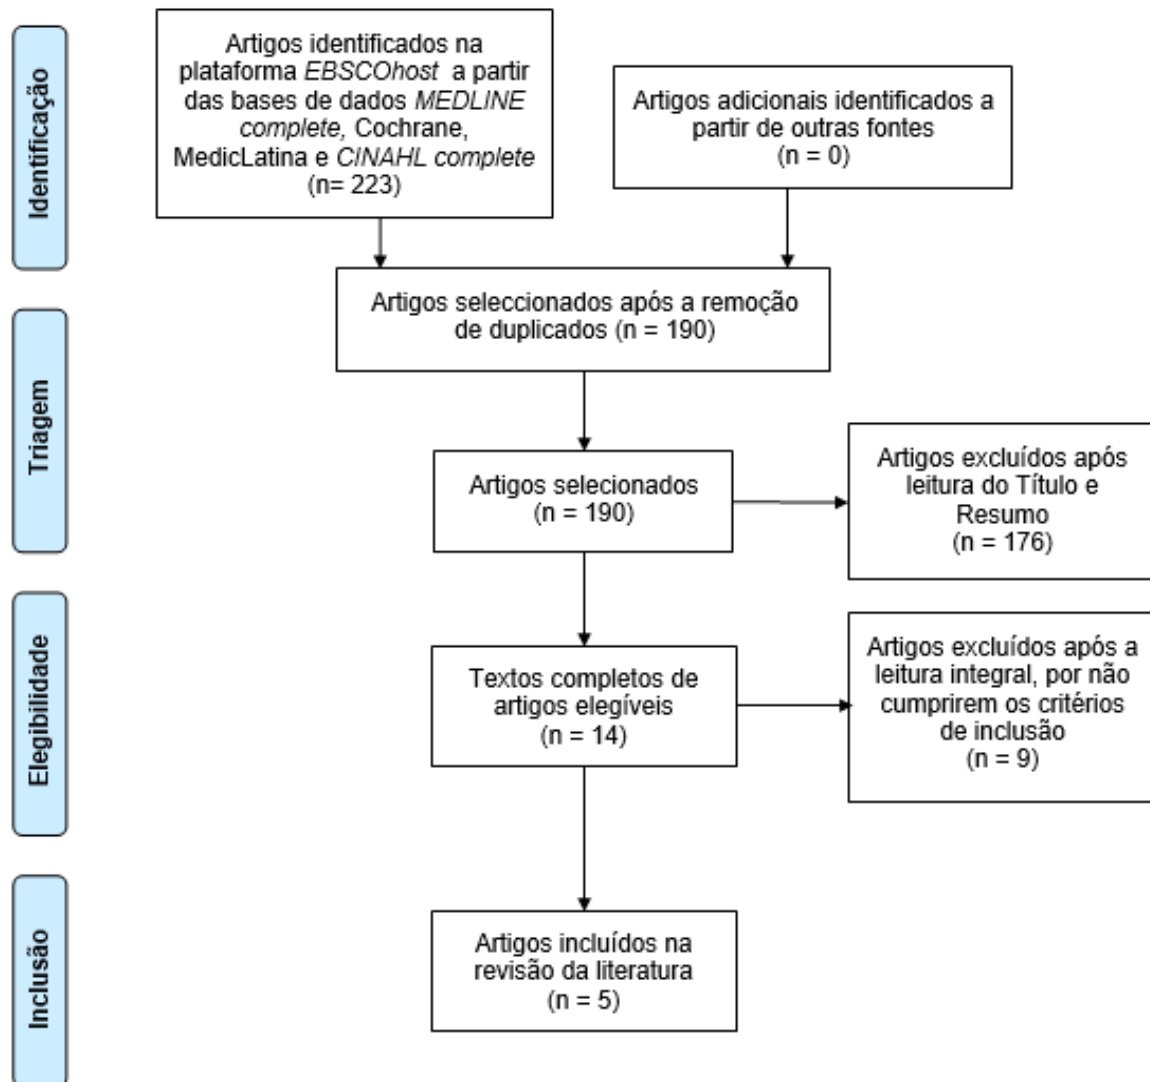 Identificação
Artigos identificados na
plataforma EBSCOhost a partir
das bases de dados MEDLINE
complete, Cochrane,
MedicLatina e CINAHL complete
(n= 223)
Artigos adicionais identificados a
partir de outras fontes
(n = 0)
Artigos seleccionados após a remoção
de duplicados (n = 190)
Triagem
Artigos selecionados
(n = 190)
Artigos excluídos após
leitura do Título e
Resumo
(n = 176)
Elegibilidade
Textos completos de
artigos elegíveis
(n = 14)
Artigos excluídos após a
leitura integral, por não
cumprirem os critérios
de inclusão
(n = 9)
Inclusão
Artigos incluídos na
revisão da literatura
(n = 5)